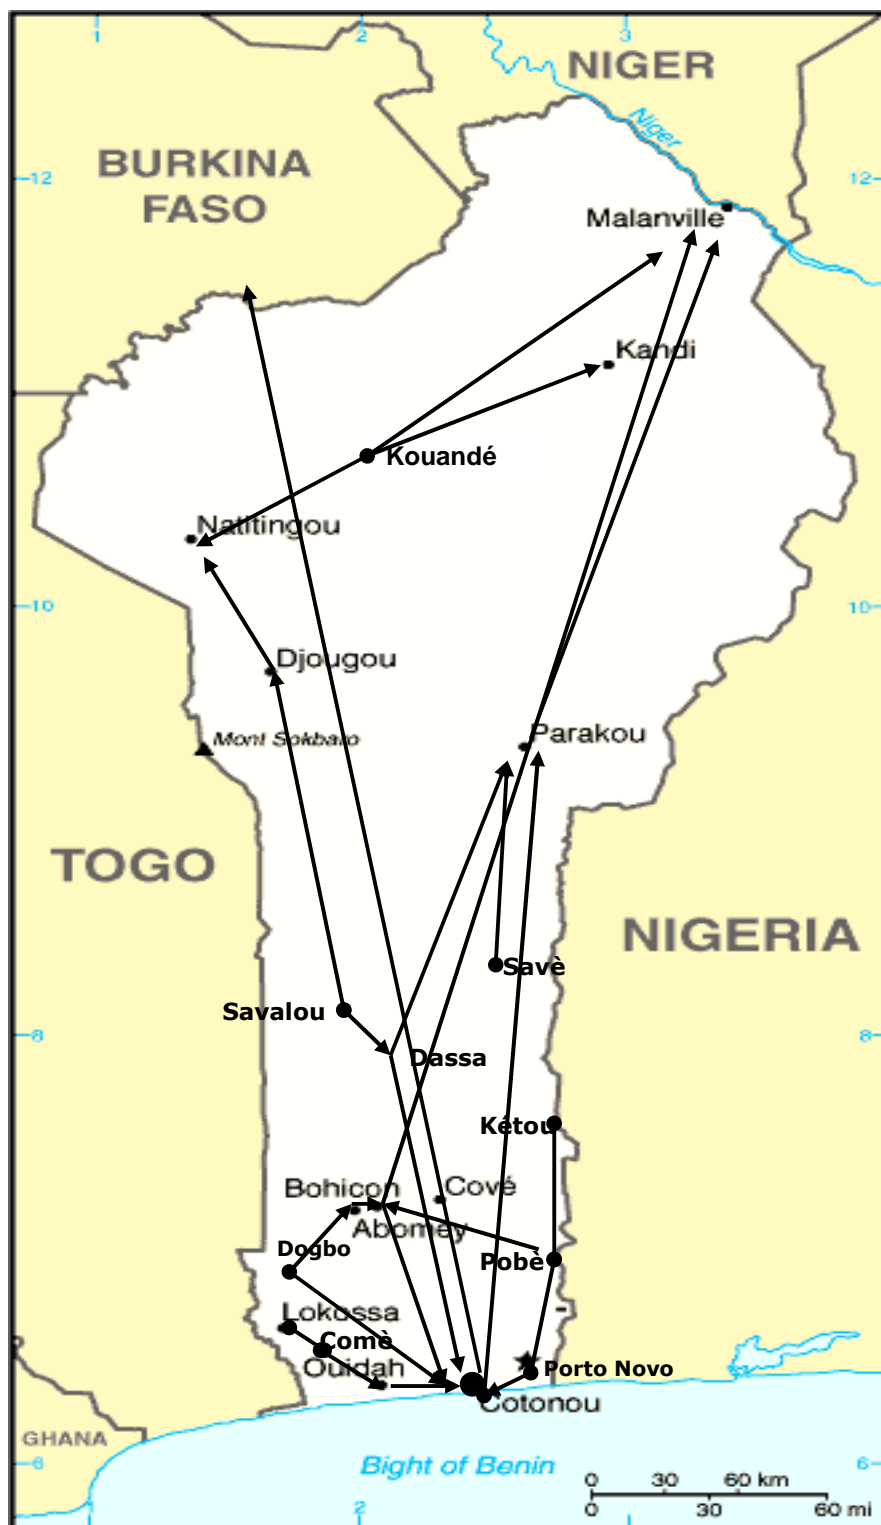 1
2
3
NIGER
Niger
BURKINA
FASO
12
12
Malanville
Kandi
Kouandé
Natitingou
10
10
Djougou
Mont Sokbaro
Parakou
TOGO
NIGERIA
Savè
Savalou
8
8
Dassa
Kétou
Cové
Bohicon
Abomey
Dogbo
Pobè
Lokossa
Comè
Ouidah
Porto Novo
Cotonou
GHANA
Bight of Benin
6
6
0 30 60 km
0 30 60 mi
2